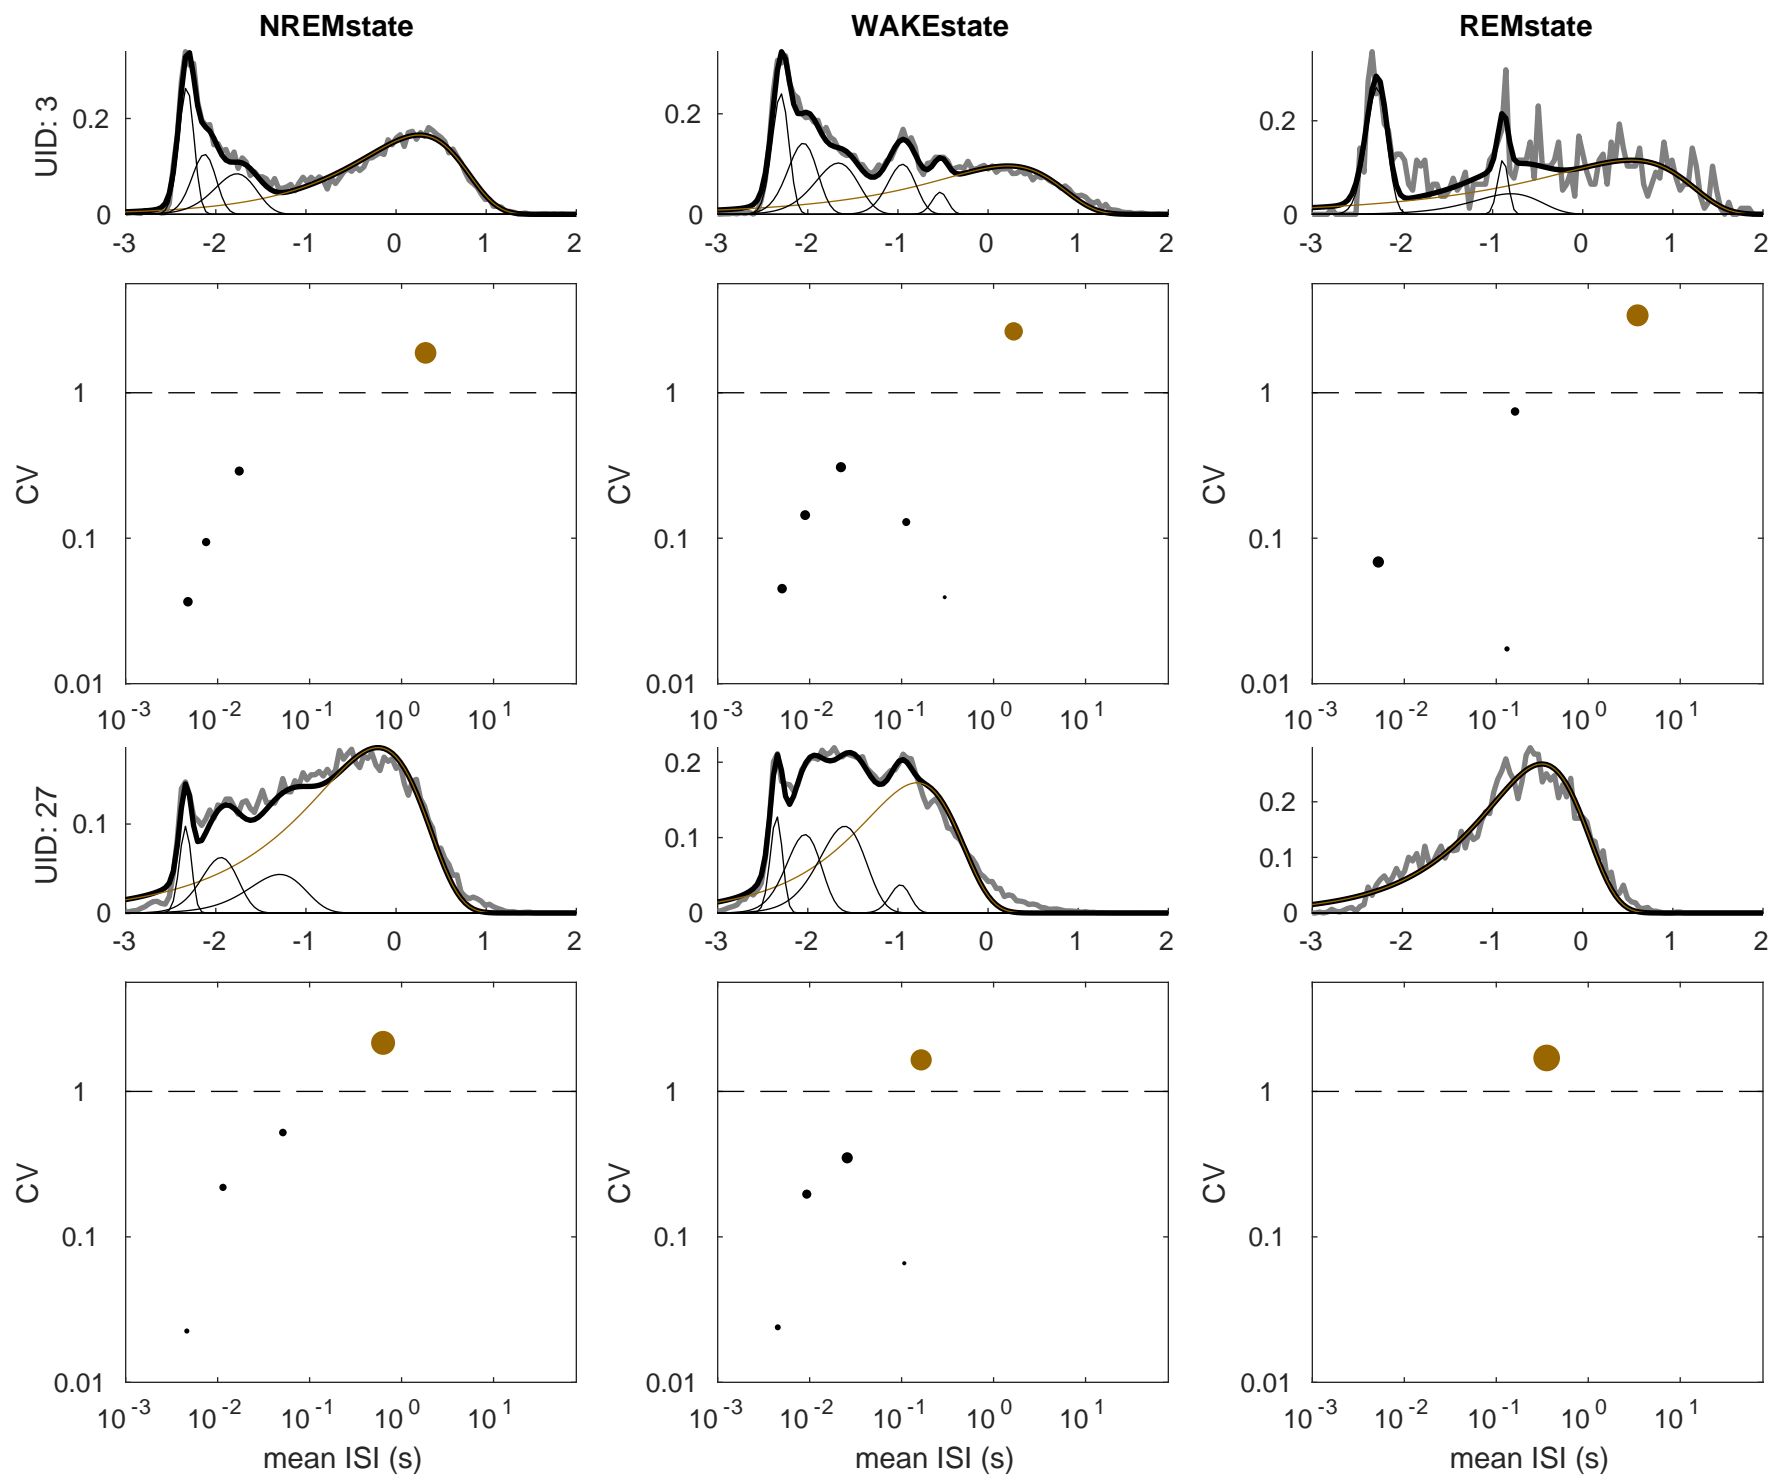 NREMstate WAKEstate REMstate
UID: 3
0.2 0.2 0.2
0 0 0
-3 -2 -1 0 1 2 -3 -2 -1 0 1 2 -3 -2 -1 0 1 2
CV CV CV
1 1 1
0.1 0.1 0.1
0.01 0.01 0.01
10^-3 10^-2 10^-1 10^0 10^1 10^-3 10^-2 10^-1 10^0 10^1 10^-3 10^-2 10^-1 10^0 10^1
UID: 27
0.2
0.2
0.1 0.1 0.1
0 0 0
-3 -2 -1 0 1 2 -3 -2 -1 0 1 2 -3 -2 -1 0 1 2
CV CV CV
1 1 1
0.1 0.1 0.1
0.01 0.01 0.01
10^-3 10^-2 10^-1 10^0 10^1 10^-3 10^-2 10^-1 10^0 10^1 10^-3 10^-2 10^-1 10^0 10^1
mean ISI (s) mean ISI (s) mean ISI (s)